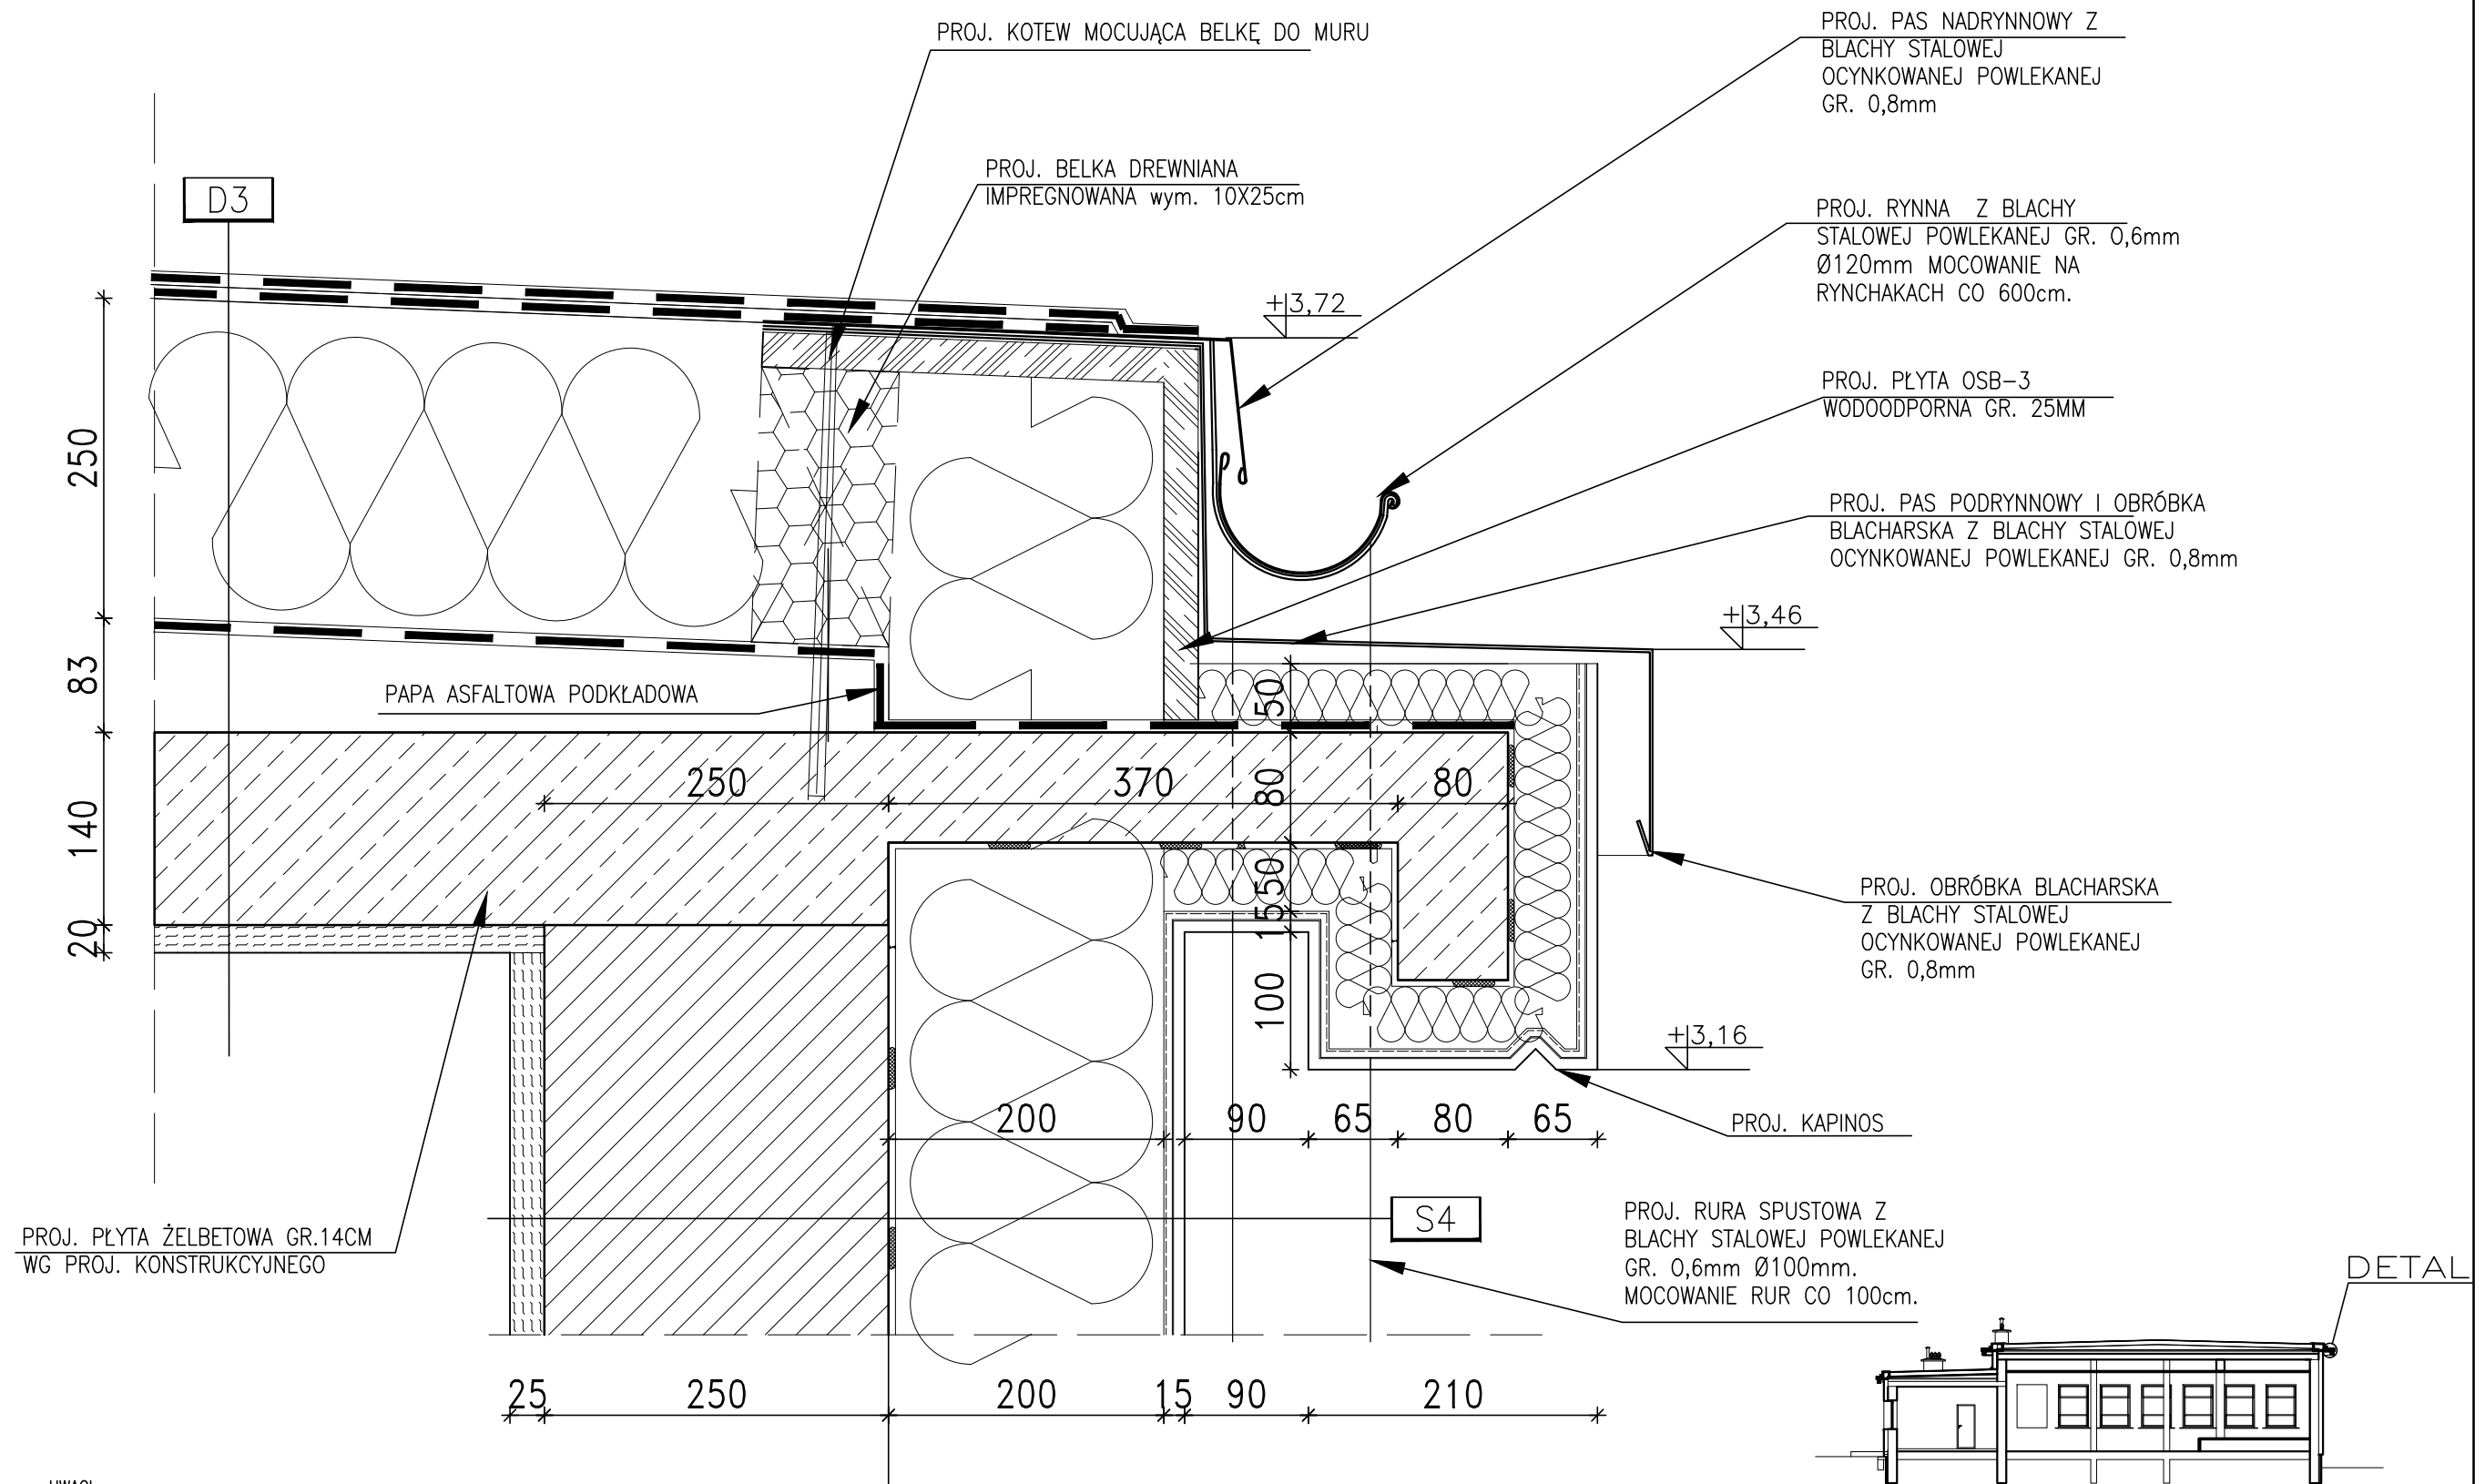 PROJ. KOTEW MOCUJĄCA BELKĘ DO MURU
PROJ. PAS NADRYNNOWY Z
BLACHY STALOWEJ
OCYNKOWANEJ POWLEKANEJ
GR. 0,8mm
PROJ. BELKA DREWNIANA
IMPREGNOWANA wym. 10X25cm
D3
PROJ. RYNNA Z BLACHY
STALOWEJ POWLEKANEJ GR. 0,6mm
Ø120mm MOCOWANIE NA
RYNCHAKACH CO 600cm.
+3,72
PROJ. PŁYTA OSB-3
WODOODPORNA GR. 25MM
PROJ. PAS PODRYNNOWY I OBRÓBKA
BLACHARSKA Z BLACHY STALOWEJ
OCYNKOWANEJ POWLEKANEJ GR. 0,8mm
+3,46
250
83
140
20
PAPA ASFALTOWA PODKŁADOWA
50
250
370
80
80
50
15
100
PROJ. OBRÓBKA BLACHARSKA
Z BLACHY STALOWEJ
OCYNKOWANEJ POWLEKANEJ
GR. 0,8mm
+3,16
200
90
65
80
65
PROJ. KAPINOS
S4
PROJ. PŁYTA ŻELBETOWA GR.14CM
WG PROJ. KONSTRUKCYJNEGO
PROJ. RURA SPUSTOWA Z
BLACHY STALOWEJ POWLEKANEJ
GR. 0,6mm Ø100mm.
MOCOWANIE RUR CO 100cm.
DETAL
25
250
200
15
90
210